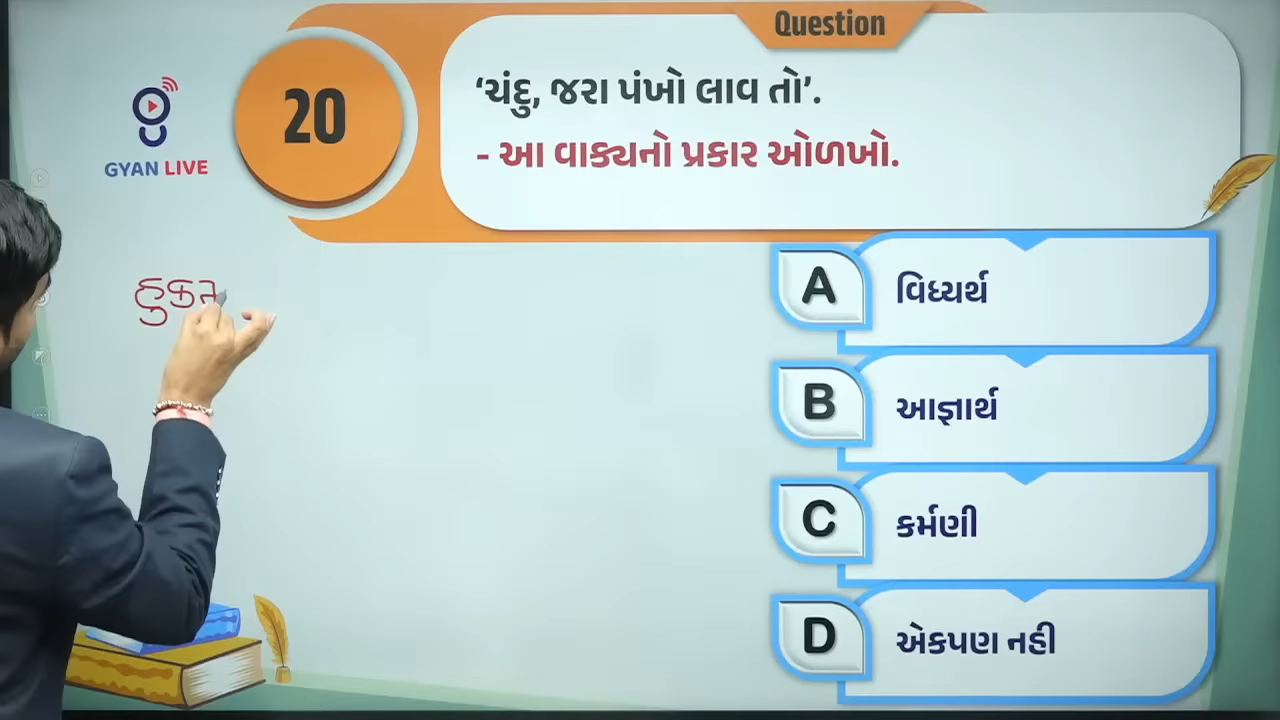 Question
20
‘ચંદુ, જરા પંખો લાવ તો’.
- આ વાક્યનો પ્રકાર ઓળખો.
GYAN LIVE
A
વિધ્યર્થ
B
આજ્ઞાર્થ
C
કર્મણી
D
એકપણ નહી